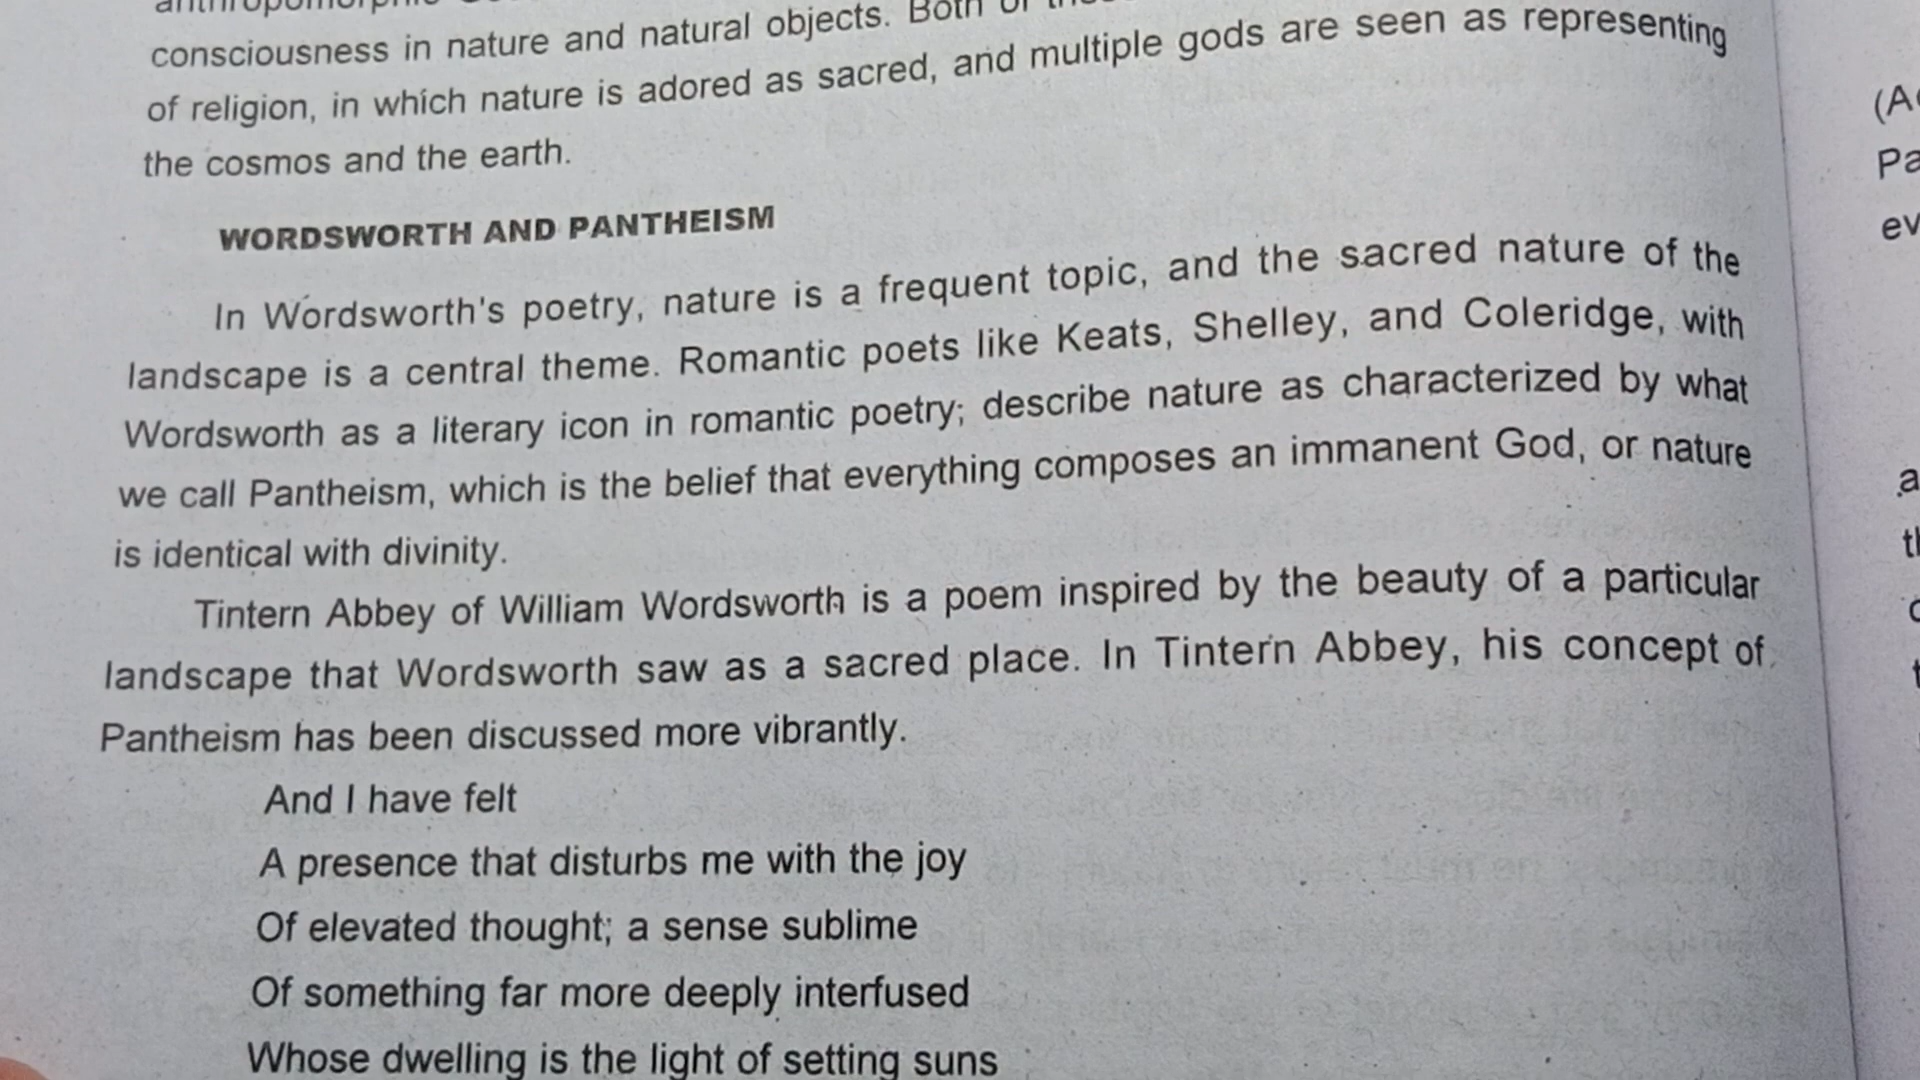 consciousness in nature and natural objects. Both of
of religion, in which nature is adored as sacred, and multiple gods are seen as representing
the cosmos and the earth.
WORDSWORTH AND PANTHEISM
In Wordsworth's poetry, nature is a frequent topic, and the sacred nature of the
landscape is a central theme. Romantic poets like Keats, Shelley, and Coleridge, with
Wordsworth as a literary icon in romantic poetry; describe nature as characterized by what
we call Pantheism, which is the belief that everything composes an immanent God, or nature
is identical with divinity.
Tintern Abbey of William Wordsworth is a poem inspired by the beauty of a particular
landscape that Wordsworth saw as a sacred place. In Tintern Abbey, his concept of
Pantheism has been discussed more vibrantly.
And I have felt
A presence that disturbs me with the joy
Of elevated thought; a sense sublime
Of something far more deeply interfused
Whose dwelling is the light of setting suns